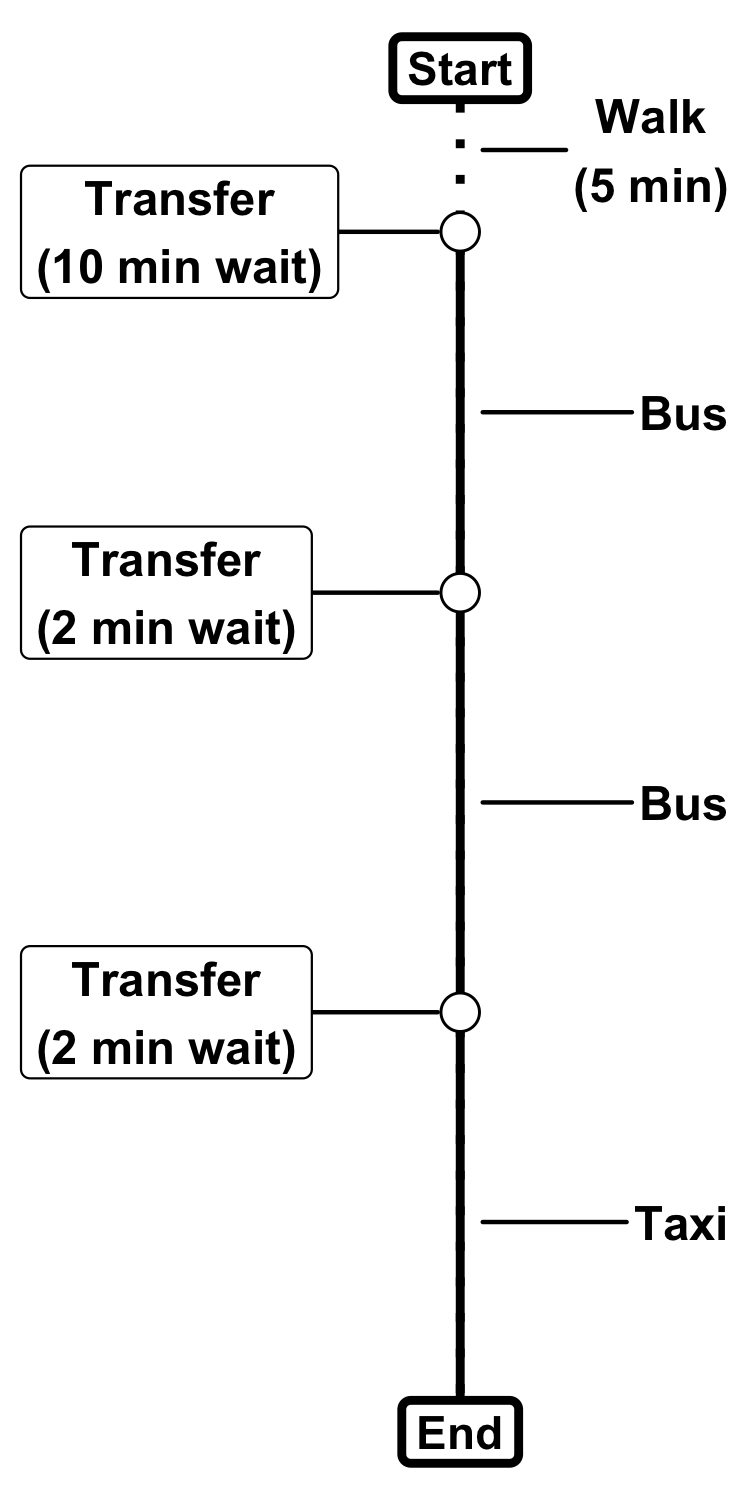 Start
Walk
(5 min)
Transfer
(10 min wait)
Bus
Transfer
(2 min wait)
Bus
Transfer
(2 min wait)
Taxi
End